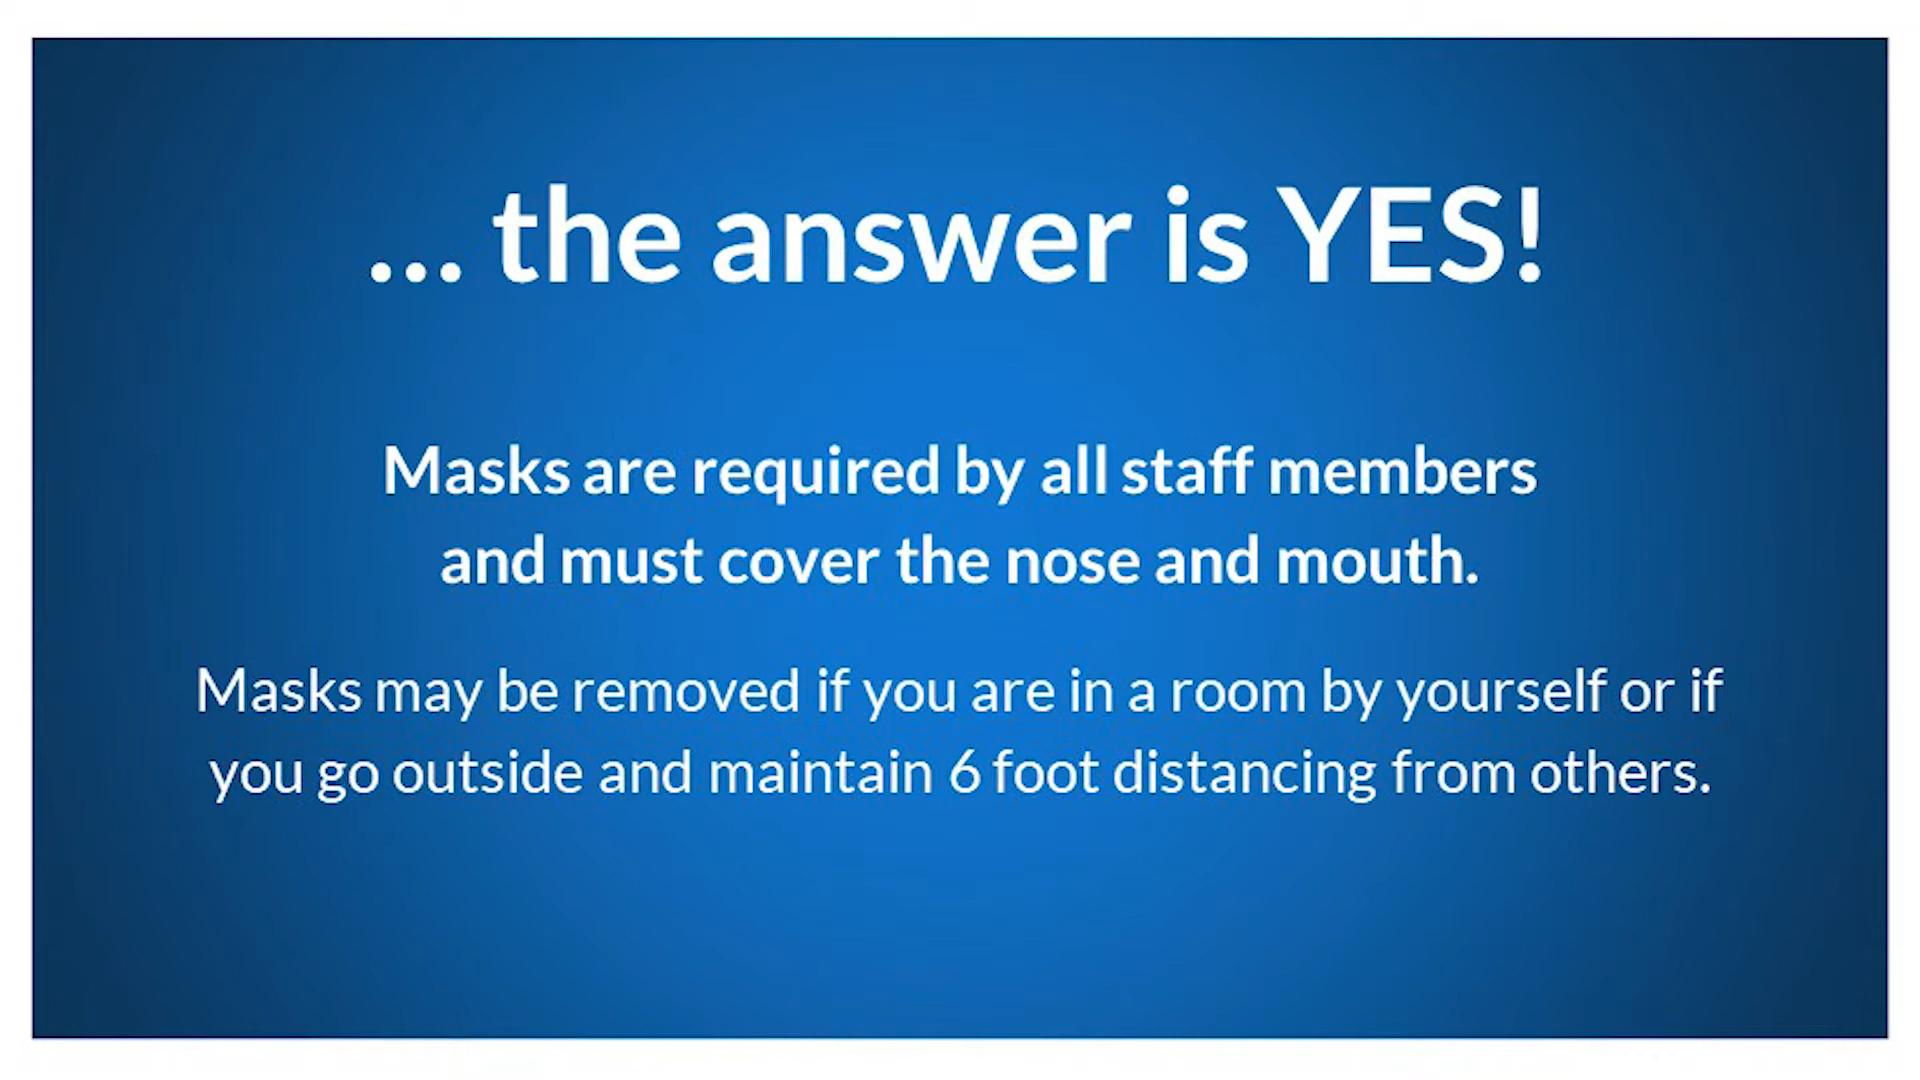 ... the answer is YES!
Masks are required by all staff members
and must cover the nose and mouth.
Masks may be removed if you are in a room by yourself or if
you go outside and maintain 6 foot distancing from others.